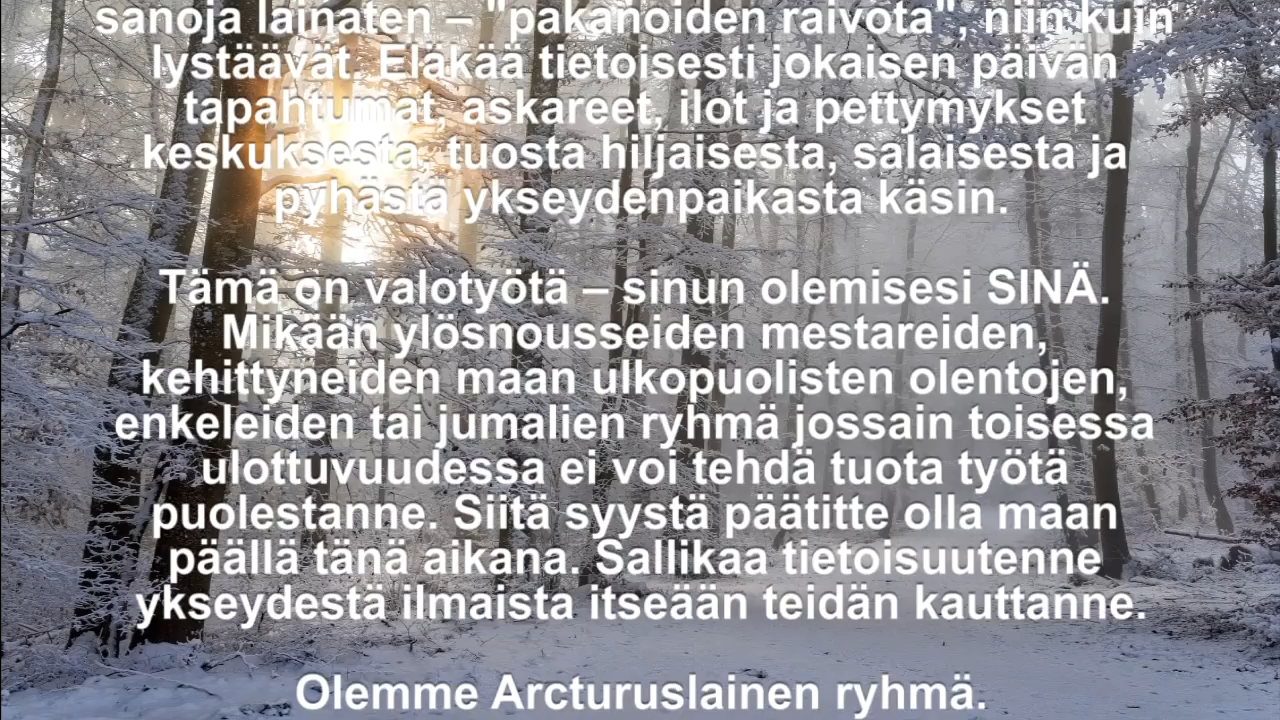 sanoja lainaten – "pakanoiden raivota", niin kuin
lystäävät. Eläkää tietoisesti jokaisen päivän
tapahtumat, askareet, ilot ja pettymykset
keskuksesta, tuosta hiljaisesta, salaisesta ja
pyhästä ykseydenpaikasta käsin.
Tämä on valotyötä – sinun olemisesi SINÄ.
Mikään ylösnousseiden mestareiden,
kehittyneiden maan ulkopuolisten olentojen,
enkeleiden tai jumalien ryhmä jossain toisessa
ulottuvuudessa ei voi tehdä tuota työtä
puolestanne. Siitä syystä päätitte olla maan
päällä tänä aikana. Sallikaa tietoisuutenne
ykseydestä ilmaista itseään teidän kauttanne.
Olemme Arcturuslainen ryhmä.